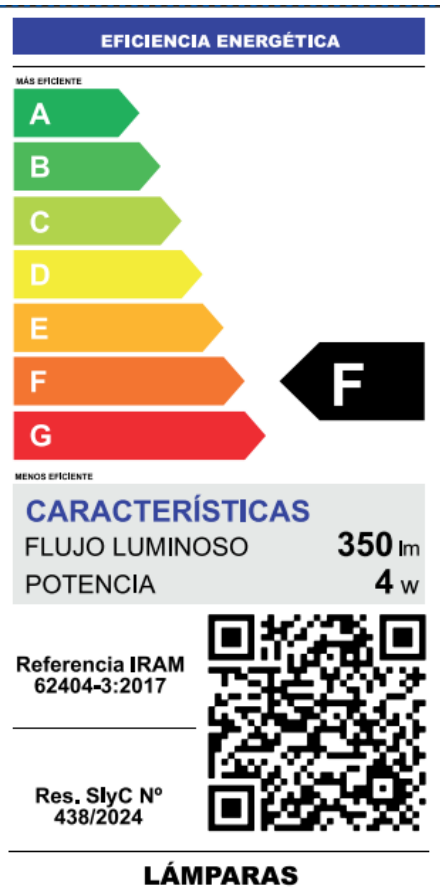 EFICIENCIA ENERGÉTICA
MÁS EFICIENTE
A
B
C
D
E
F
F
G
MENOS EFICIENTE
CARACTERÍSTICAS
FLUJO LUMINOSO 350 lm
POTENCIA 4 w
Referencia IRAM
62404-3:2017
Res. SIyC Nº
438/2024
LÁMPARAS